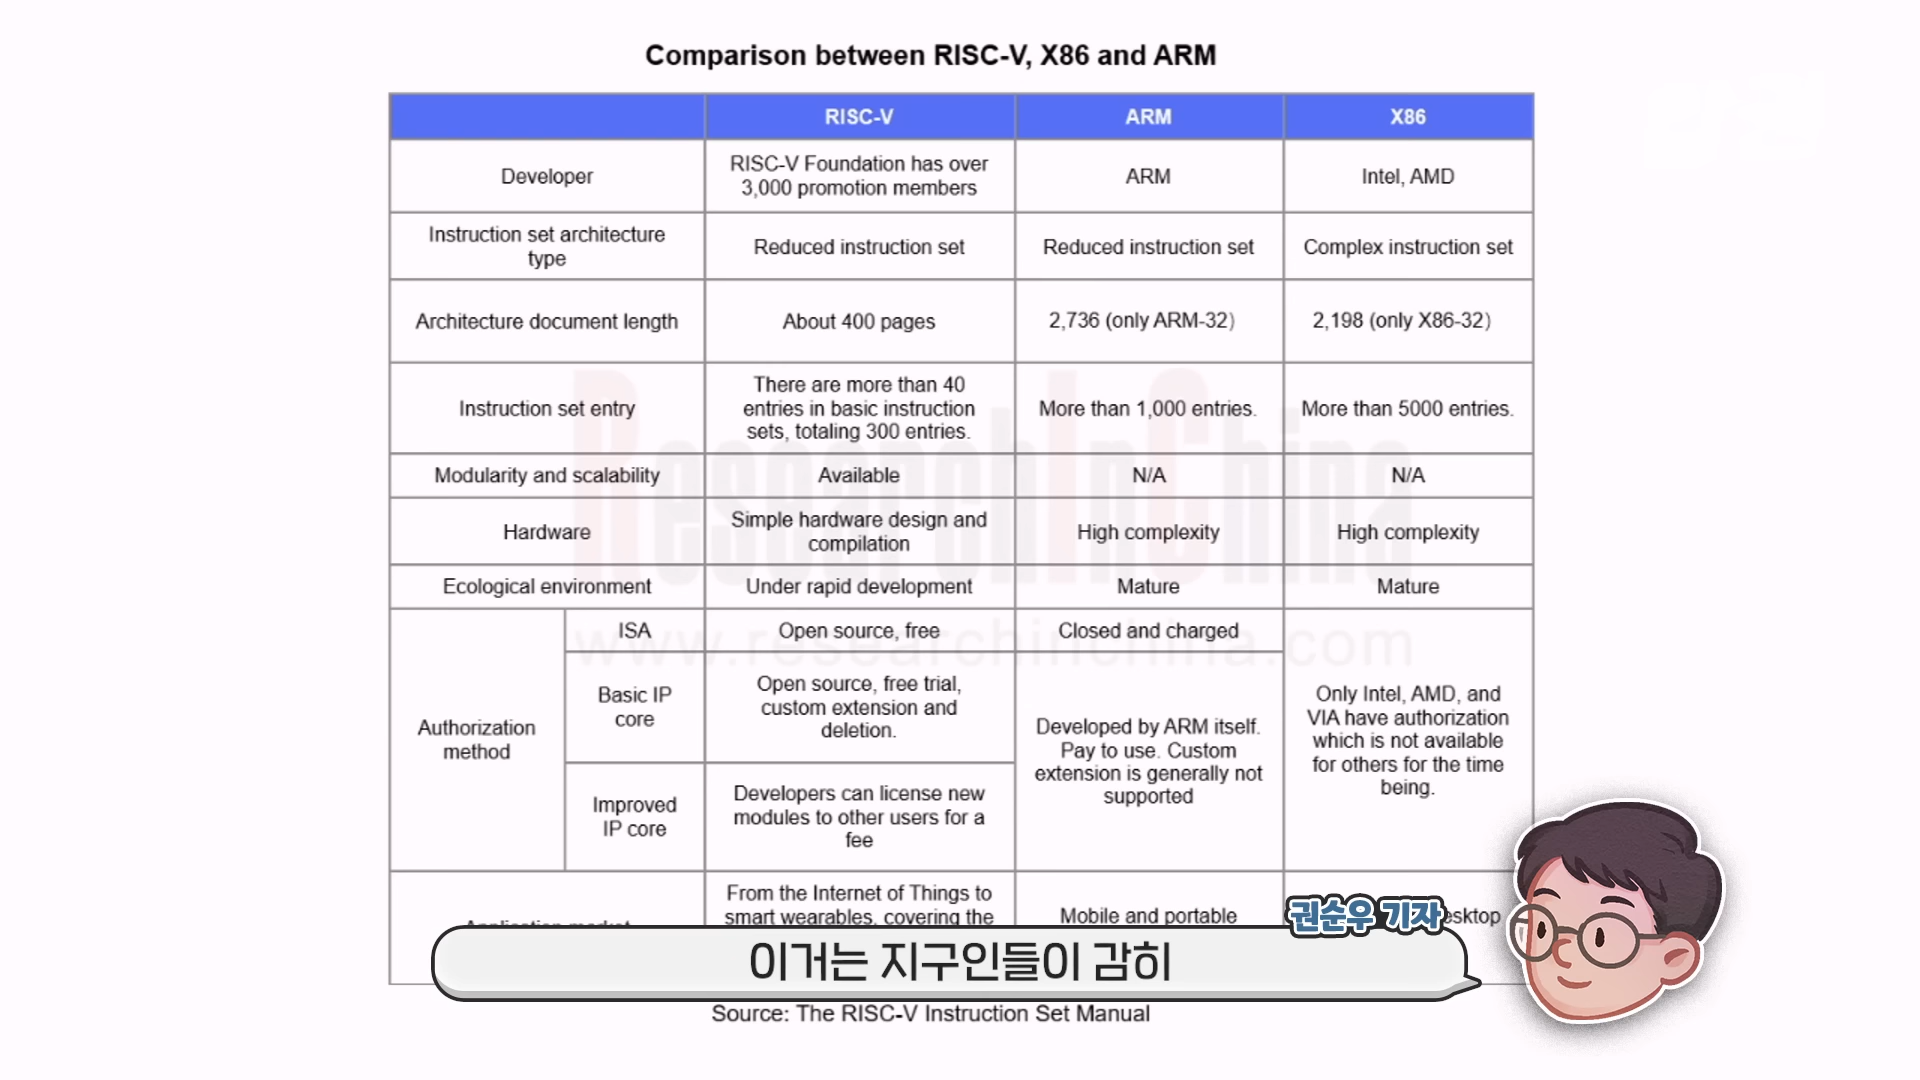 Comparison between RISC-V, X86 and ARM
RISC-V
ARM
X86
Developer
RISC-V Foundation has over
3,000 promotion members
ARM
Intel, AMD
Instruction set architecture
type
Reduced instruction set
Reduced instruction set
Complex instruction set
Architecture document length
About 400 pages
2,736 (only ARM-32)
2,198 (only X86-32)
Instruction set entry
There are more than 40
entries in basic instruction
sets, totaling 300 entries.
More than 1,000 entries.
More than 5000 entries.
Modularity and scalability
Available
N/A
N/A
Hardware
Simple hardware design and
compilation
High complexity
High complexity
Ecological environment
Under rapid development
Mature
Mature
Authorization
method
ISA
Open source, free
Closed and charged
Basic IP
core
Open source, free trial,
custom extension and
deletion.
Improved
IP core
Developers can license new
modules to other users for a
fee
Developed by ARM itself.
Pay to use. Custom
extension is generally not
supported
Only Intel, AMD, and
VIA have authorization
which is not available
for others for the time
being.
From the Internet of Things to
smart wearables, covering the
Mobile and portable
ResearchInChina
www.researchinchina.com
권순우 기자
이거는 지구인들이 감히
Source: The RISC-V Instruction Set Manual